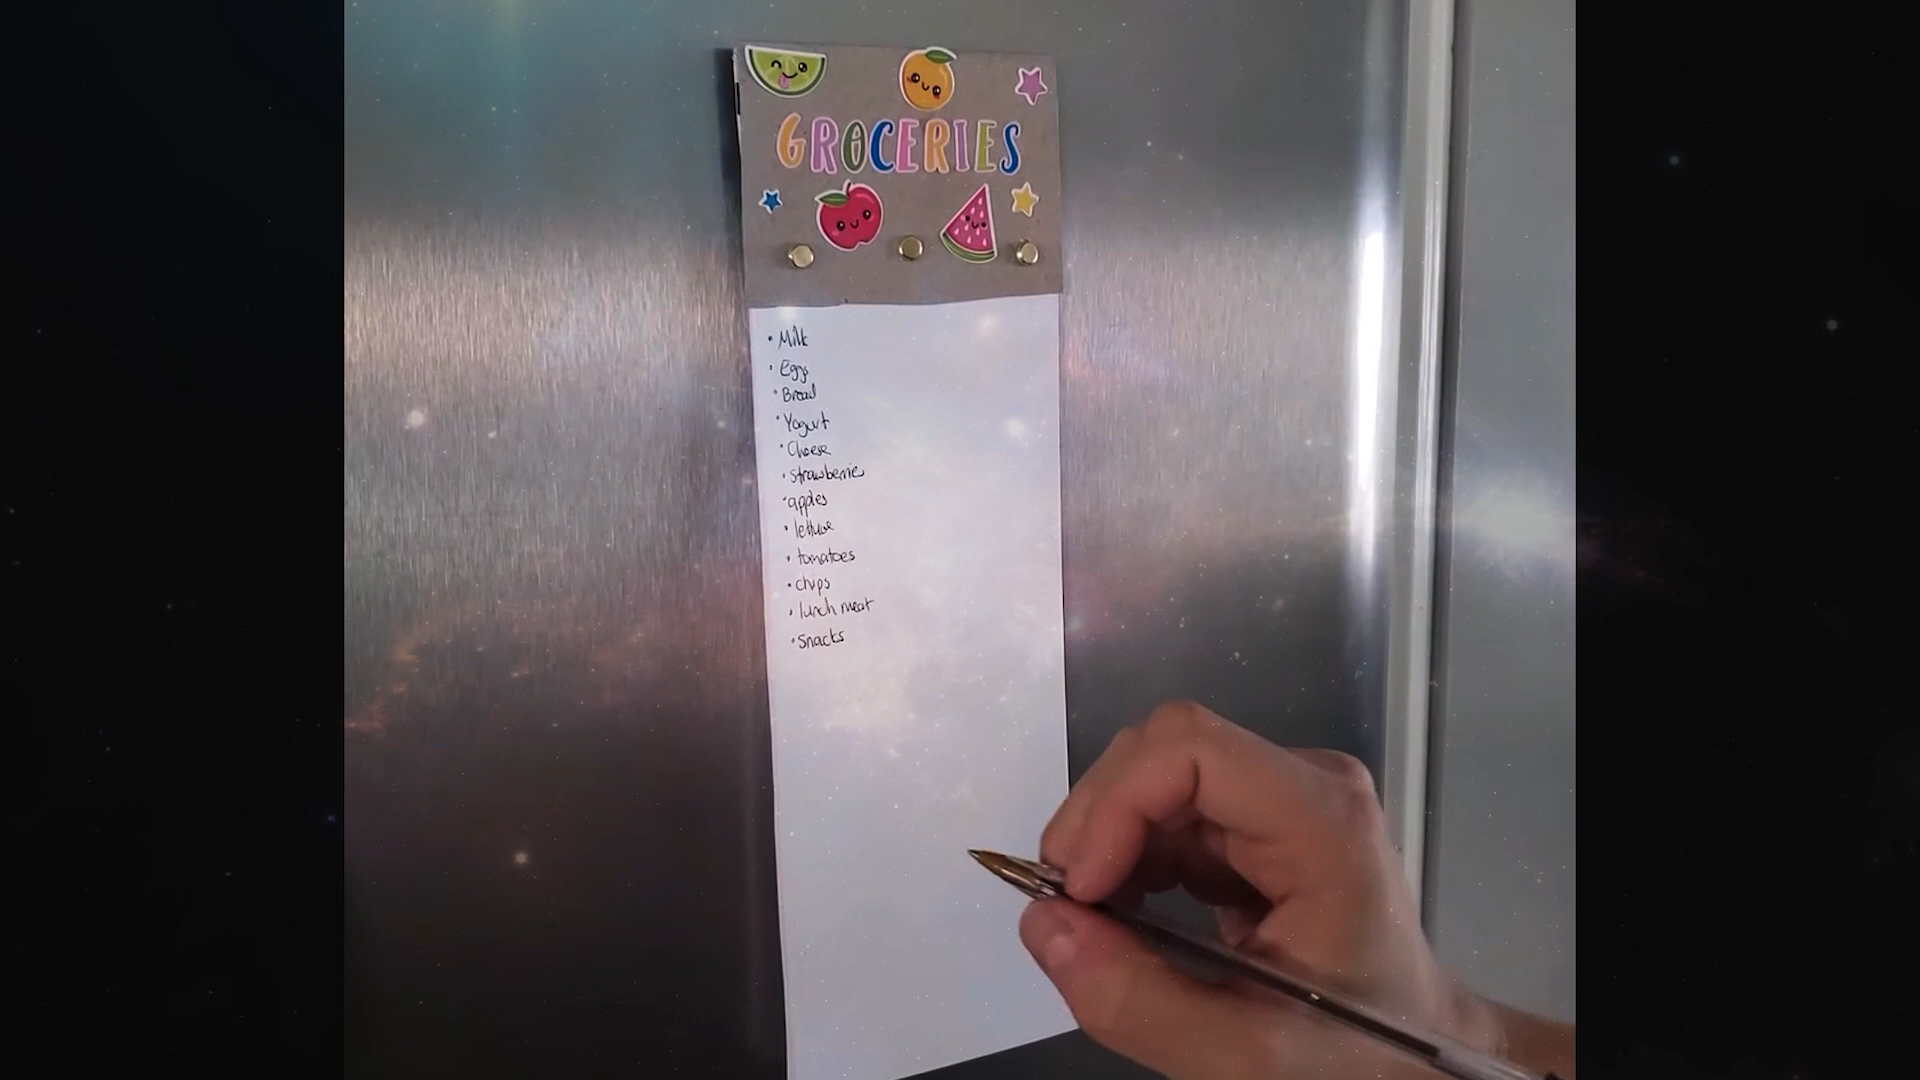 GROCERIES
• Milk
• Eggs
• Bread
• Yogurt
• Cheese
• Strawberries
• apples
• lettuce
• tomatoes
• chips
• lunch meat
• Snacks